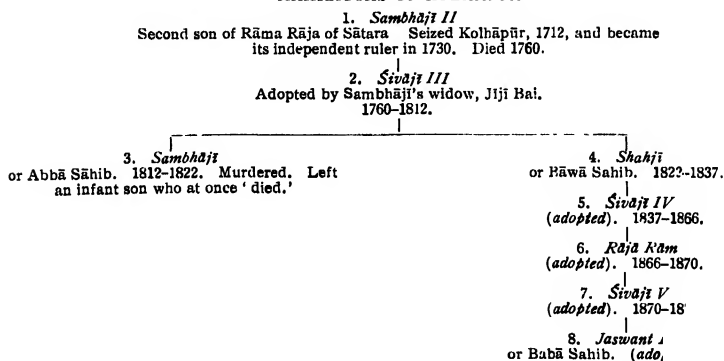 1. Sambhājī II
Second son of Rāma Rāja of Sātara Seized Kolhāpūr, 1712, and became
its independent ruler in 1730. Died 1760.
2. Śivājī III
Adopted by Sambhājī's widow, Jījī Bai.
1760–1812.
3. Sambhājī
or Abbā Sāhib. 1812–1822. Murdered. Left
an infant son who at once ‘died.’
4. Shahjī
or Bāwā Sahib. 1822–1837.
5. Śivājī IV
(adopted). 1837–1866.
6. Rājā Rām
(adopted). 1866–1870.
7. Śivājī V
(adopted). 1870–18
8. Jaswant
or Babā Sahib. (ado